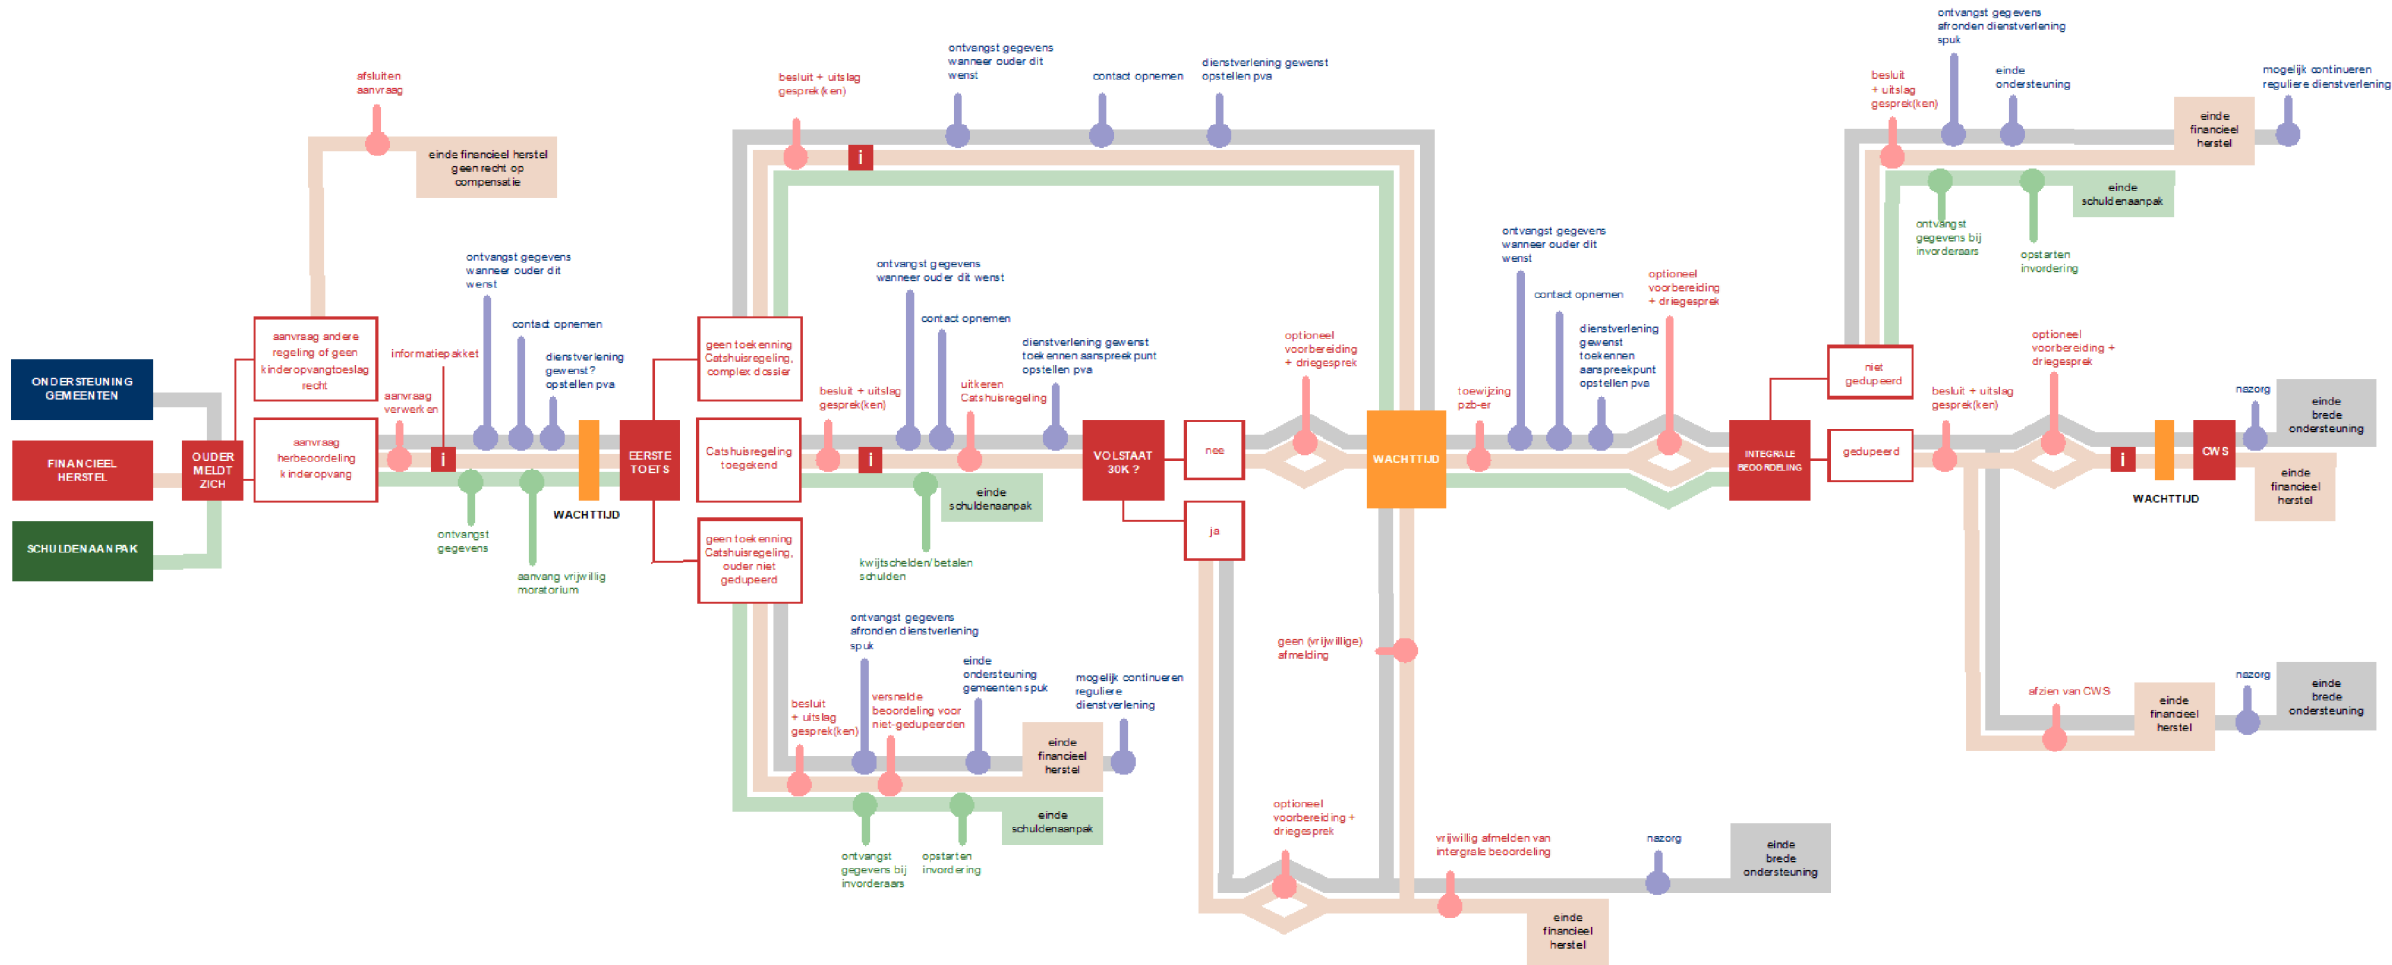 ONDERSTEUNING
GEMEENTEN
FINANCIEEL
HERSTEL
SCHULDENAANPAK
OUDER
MELDT
ZICH
afsluiten
aanvraag
einde financieel herstel
geen recht op
compensatie
aanvraag andere
regeling of geen
kinderopvangtoeslag
recht
aanvraag
herbeoordeling
kinderopvang
informatiepakket
aanvraag
verwerken
i
ontvangst gegevens
wanneer ouder dit
wenst
contact opnemen
dienstverlening
gewenst?
opstellen pva
ontvangst
gegevens
aanvang vrijwillig
moratorium
WACHTTIJD
EERSTE
TOETS
geen toekenning
Catshuisregeling,
complex dossier
Catshuisregeling
toegekend
geen toekenning
Catshuisregeling,
ouder niet
gedupeerd
besluit + uitslag
gesprek(ken)
i
ontvangst gegevens
wanneer ouder dit
wenst
contact opnemen
dienstverlening gewenst
opstellen pva
besluit + uitslag
gesprek(ken)
i
ontvangst gegevens
wanneer ouder dit wenst
contact opnemen
uitkeren
Catshuisregeling
dienstverlening gewenst
toekennen aanspreekpunt
opstellen pva
einde
schuldenaanpak
kwijtschelden/betalen
schulden
ontvangst gegevens
afronden dienstverlening
spuk
besluit
+ uitslag
gesprek(ken)
versnelde
beoordeling voor
niet-gedupeerden
einde
ondersteuning
gemeenten spuk
einde
financieel
herstel
mogelijk continueren
reguliere
dienstverlening
einde
schuldenaanpak
ontvangst
gegevens bij
invorderaars
opstarten
invordering
VOLSTAAT
30K ?
nee
ja
optioneel
voorbereiding
+ driegesprek
WACHTTIJD
geen (vrijwillige)
afmelding
optioneel
voorbereiding +
driegesprek
vrijwillig afmelden van
intergrale beoordeling
einde
financieel
herstel
nazorg
einde
brede
ondersteuning
toewijzing
pzb-er
ontvangst gegevens
wanneer ouder dit
wenst
contact opnemen
dienstverlening
gewenst
toekennen
aanspreekpunt
opstellen pva
optioneel
voorbereiding
+ driegesprek
INTEGRALE
BEOORDELING
niet
gedupeerd
gedupeerd
besluit
+ uitslag
gesprek(ken)
ontvangst gegevens
afronden dienstverlening
spuk
einde
ondersteuning
einde
financieel
herstel
mogelijk continueren
reguliere dienstverlening
einde
schuldenaanpak
ontvangst
gegevens bij
invorderaars
opstarten
invordering
besluit + uitslag
gesprek(ken)
optioneel
voorbereiding +
driegesprek
i
WACHTTIJD
CWS
nazorg
einde
brede
ondersteuning
einde
financieel
herstel
afzien van CWS
einde
financieel
herstel
nazorg
einde
brede
ondersteuning